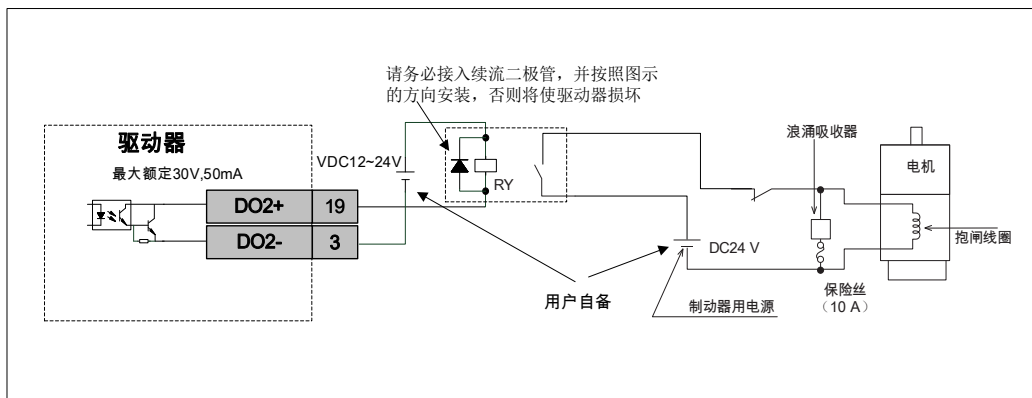 请务必接入续流二极管，并按照图示
的方向安装，否则将使驱动器损坏
浪涌吸收器
驱动器
VDC12~24V
电机
最大额定30V,50mA
RY
DO2+ 19
DO2- 3
抱闸线圈
DC24 V
用户自备
制动器用电源
保险丝
（10 A）